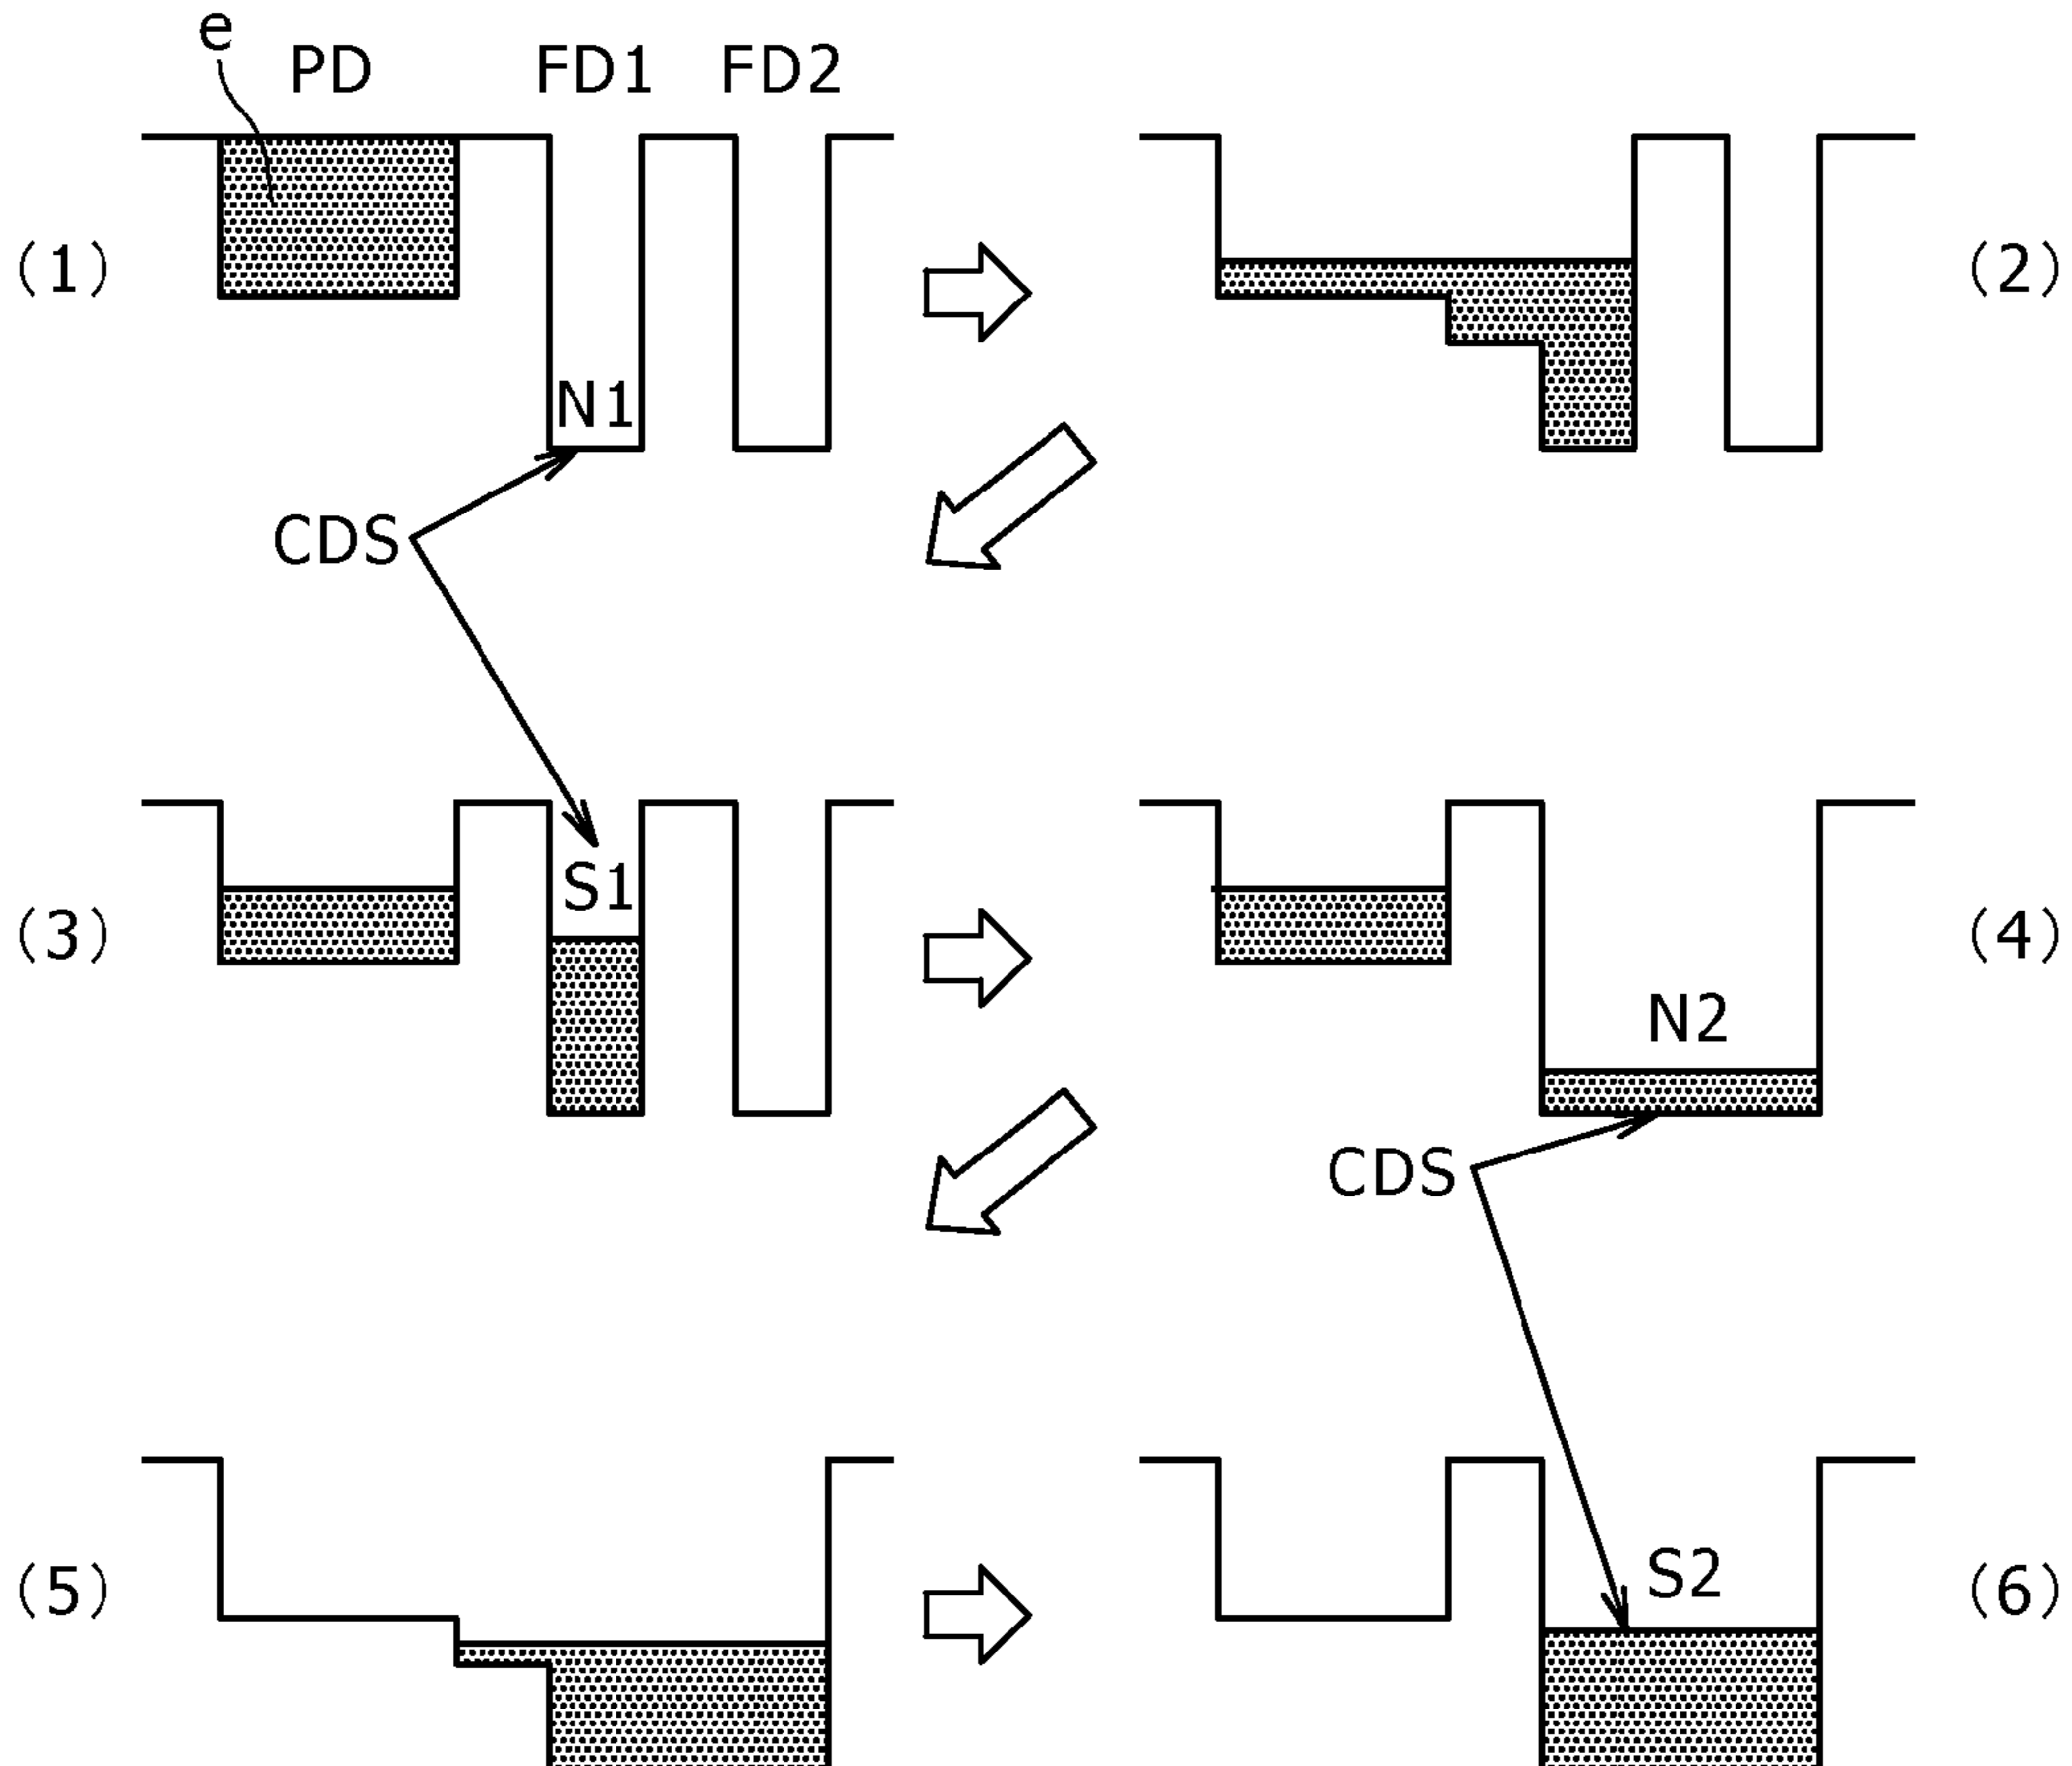 e
PD FD1 FD2
(1) (2)
N1
CDS
S1
(3) (4)
N2
CDS
S2
(5) (6)